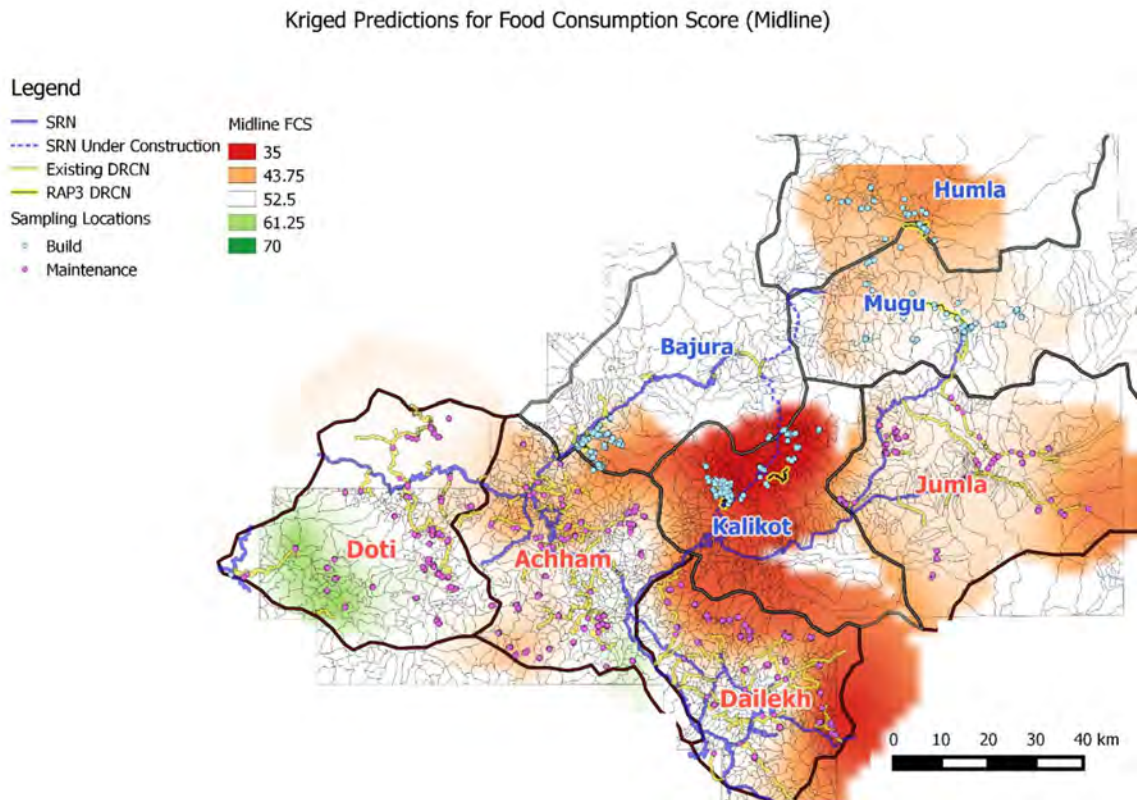 Kriged Predictions for Food Consumption Score (Midline)
Legend
SRN
SRN Under Construction
Existing DRCN
RAP3 DRCN
Sampling Locations
Build
Maintenance
Midline FCS
35
43.75
52.5
61.25
70
Humla
Mugu
Bajura
Kalikot
Jumla
Doti
Achham
Dailekh
0 10 20 30 40 km